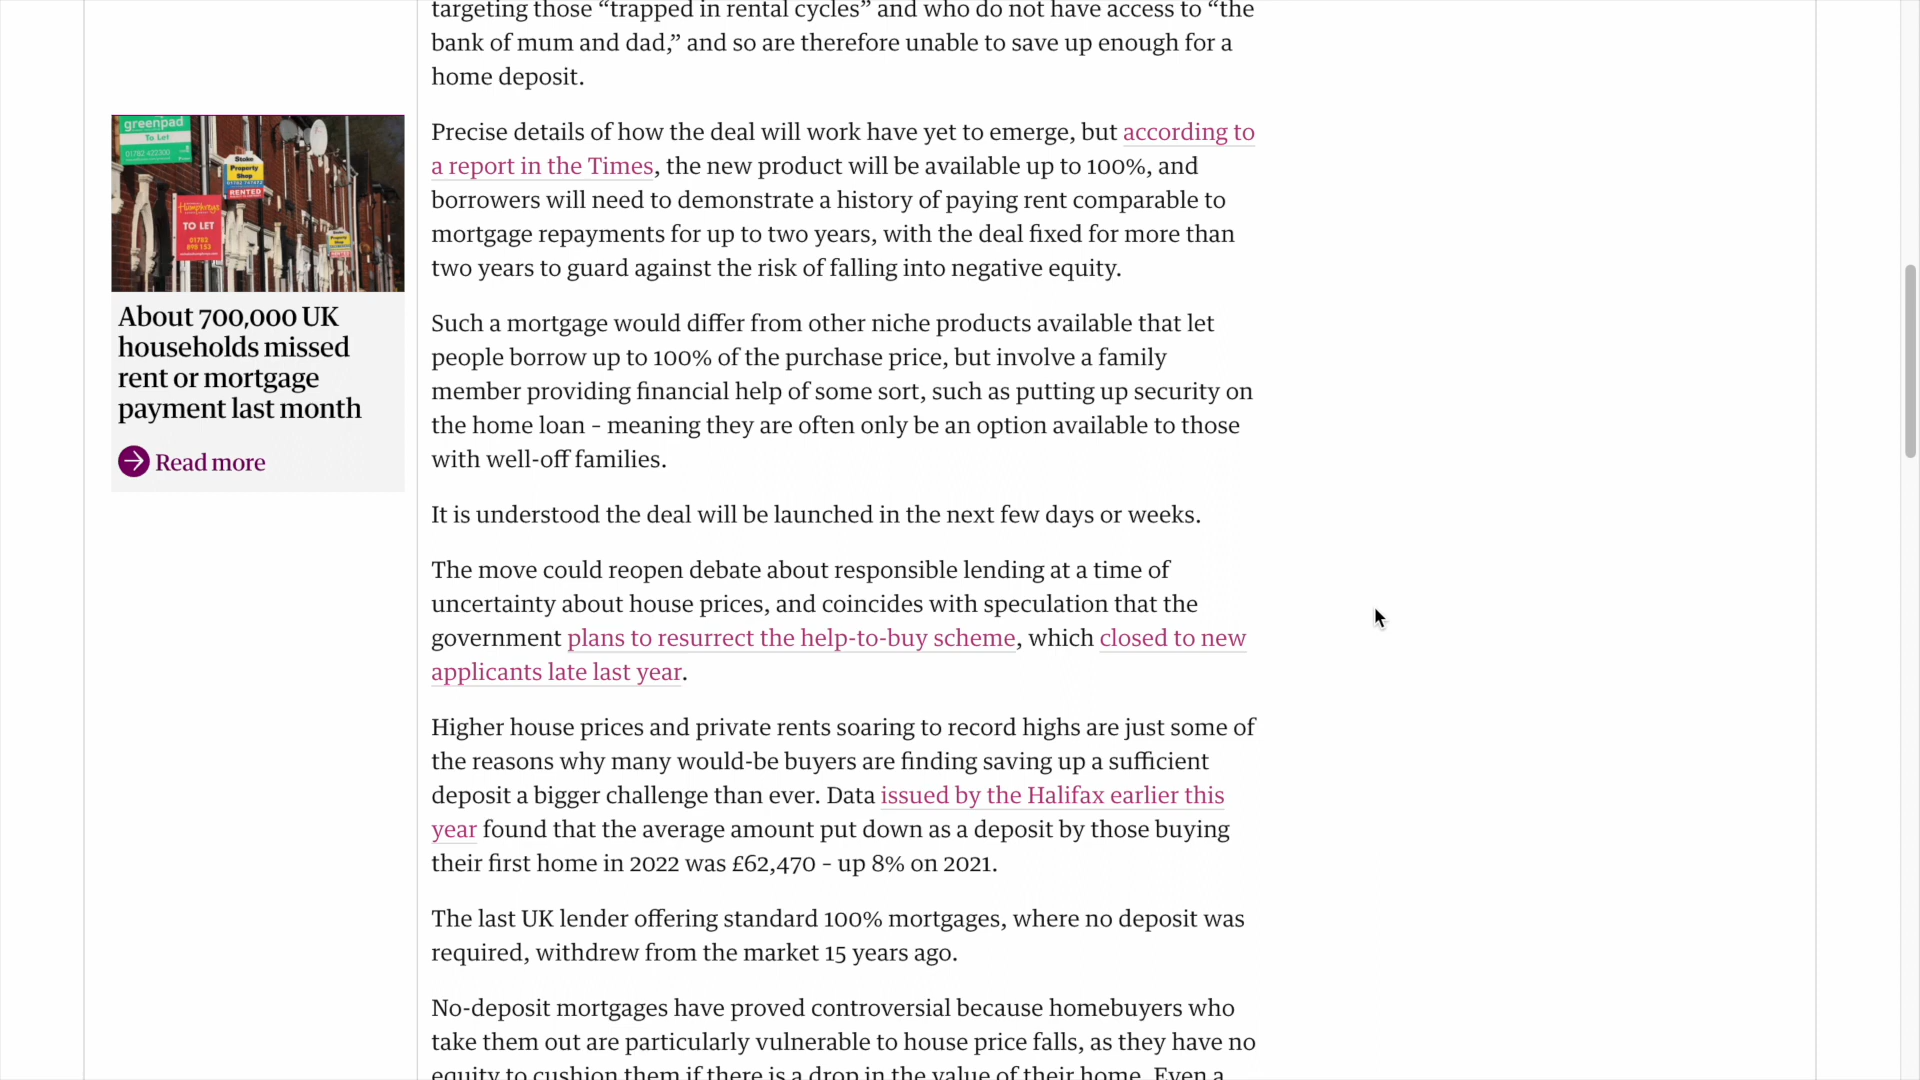 targeting those “trapped in rental cycles” and who do not have access to “the
bank of mum and dad,” and so are therefore unable to save up enough for a
home deposit.
greenpad
To Let
01782 422300
Stoke
Property
Shop
RENTED
Humphreys
TO LET
01782
898 153
About 700,000 UK
households missed
rent or mortgage
payment last month
Read more
Precise details of how the deal will work have yet to emerge, but according to
a report in the Times, the new product will be available up to 100%, and
borrowers will need to demonstrate a history of paying rent comparable to
mortgage repayments for up to two years, with the deal fixed for more than
two years to guard against the risk of falling into negative equity.
Such a mortgage would differ from other niche products available that let
people borrow up to 100% of the purchase price, but involve a family
member providing financial help of some sort, such as putting up security on
the home loan – meaning they are often only be an option available to those
with well-off families.
It is understood the deal will be launched in the next few days or weeks.
The move could reopen debate about responsible lending at a time of
uncertainty about house prices, and coincides with speculation that the
government plans to resurrect the help-to-buy scheme, which closed to new
applicants late last year.
Higher house prices and private rents soaring to record highs are just some of
the reasons why many would-be buyers are finding saving up a sufficient
deposit a bigger challenge than ever. Data issued by the Halifax earlier this
year found that the average amount put down as a deposit by those buying
their first home in 2022 was £62,470 – up 8% on 2021.
The last UK lender offering standard 100% mortgages, where no deposit was
required, withdrew from the market 15 years ago.
No-deposit mortgages have proved controversial because homebuyers who
take them out are particularly vulnerable to house price falls, as they have no
equity to cushion them if there is a drop in the value of their home. Even a